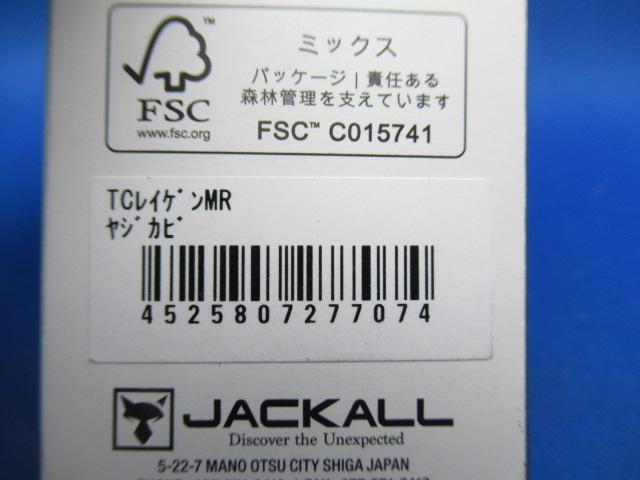 ™
FSC
www.fsc.org
ミックス
パッケージ | 責任ある
森林管理を支えています
FSC™ C015741
TCﾚｲｹﾞﾝMR
ﾔｼﾞｶﾋﾞ
4525807277074
JACKALL
Discover the Unexpected
5-22-7 MANO OTSU CITY SHIGA JAPAN